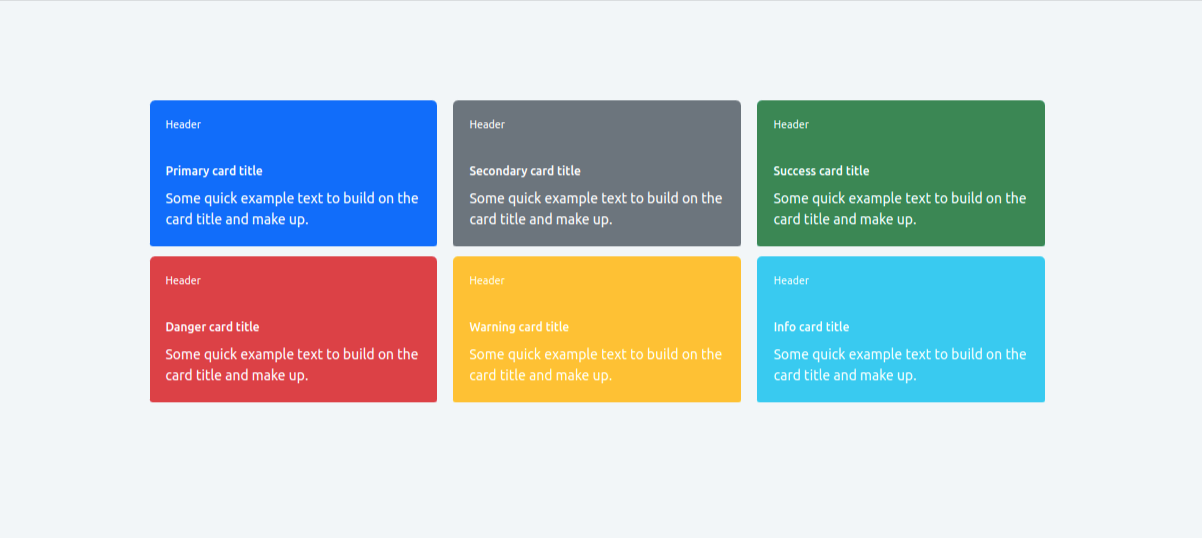 Header
Primary card title
Some quick example text to build on the
card title and make up.
Header
Secondary card title
Some quick example text to build on the
card title and make up.
Header
Success card title
Some quick example text to build on the
card title and make up.
Header
Danger card title
Some quick example text to build on the
card title and make up.
Header
Warning card title
Some quick example text to build on the
card title and make up.
Header
Info card title
Some quick example text to build on the
card title and make up.